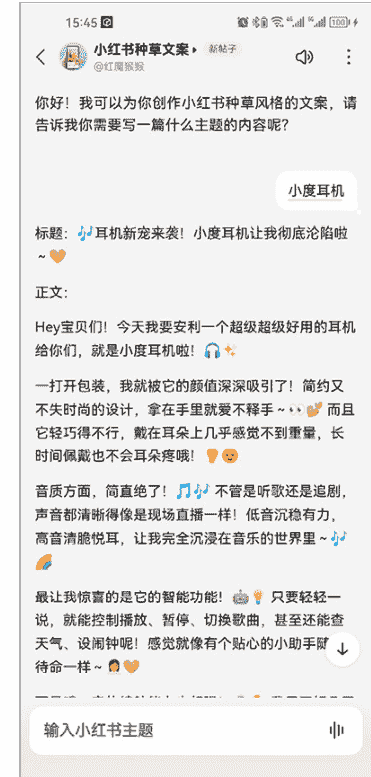 15:45
100
小红书种草文案
新帖子
@红魔猴猴
你好！我可以为你创作小红书种草风格的文案，请
告诉我你需要写一篇什么主题的内容呢？
小度耳机
标题：🎶耳机新宠来袭！小度耳机让我彻底沦陷啦
~🧡
正文：
Hey宝贝们！今天我要安利一个超级超级好用的耳机
给你们，就是小度耳机啦！🎧✨
一打开包装，我就被它的颜值深深吸引了！简约又
不失时尚的设计，拿在手里就爱不释手~👀💅 而且
它轻巧得不行，戴在耳朵上几乎感觉不到重量，长
时间佩戴也不会耳朵疼哦！👂😊
音质方面，简直绝了！🎵🎶 不管是听歌还是追剧，
声音都清晰得像是现场直播一样！低音沉稳有力，
高音清脆悦耳，让我完全沉浸在音乐的世界里~🎶
🌈
最让我惊喜的是它的智能功能！🤖💡 只要轻轻一
说，就能控制播放、暂停、切换歌曲，甚至还能查
天气、设闹钟呢！感觉就像有个贴心的小助手随
待命一样~👩🧡
输入小红书主题